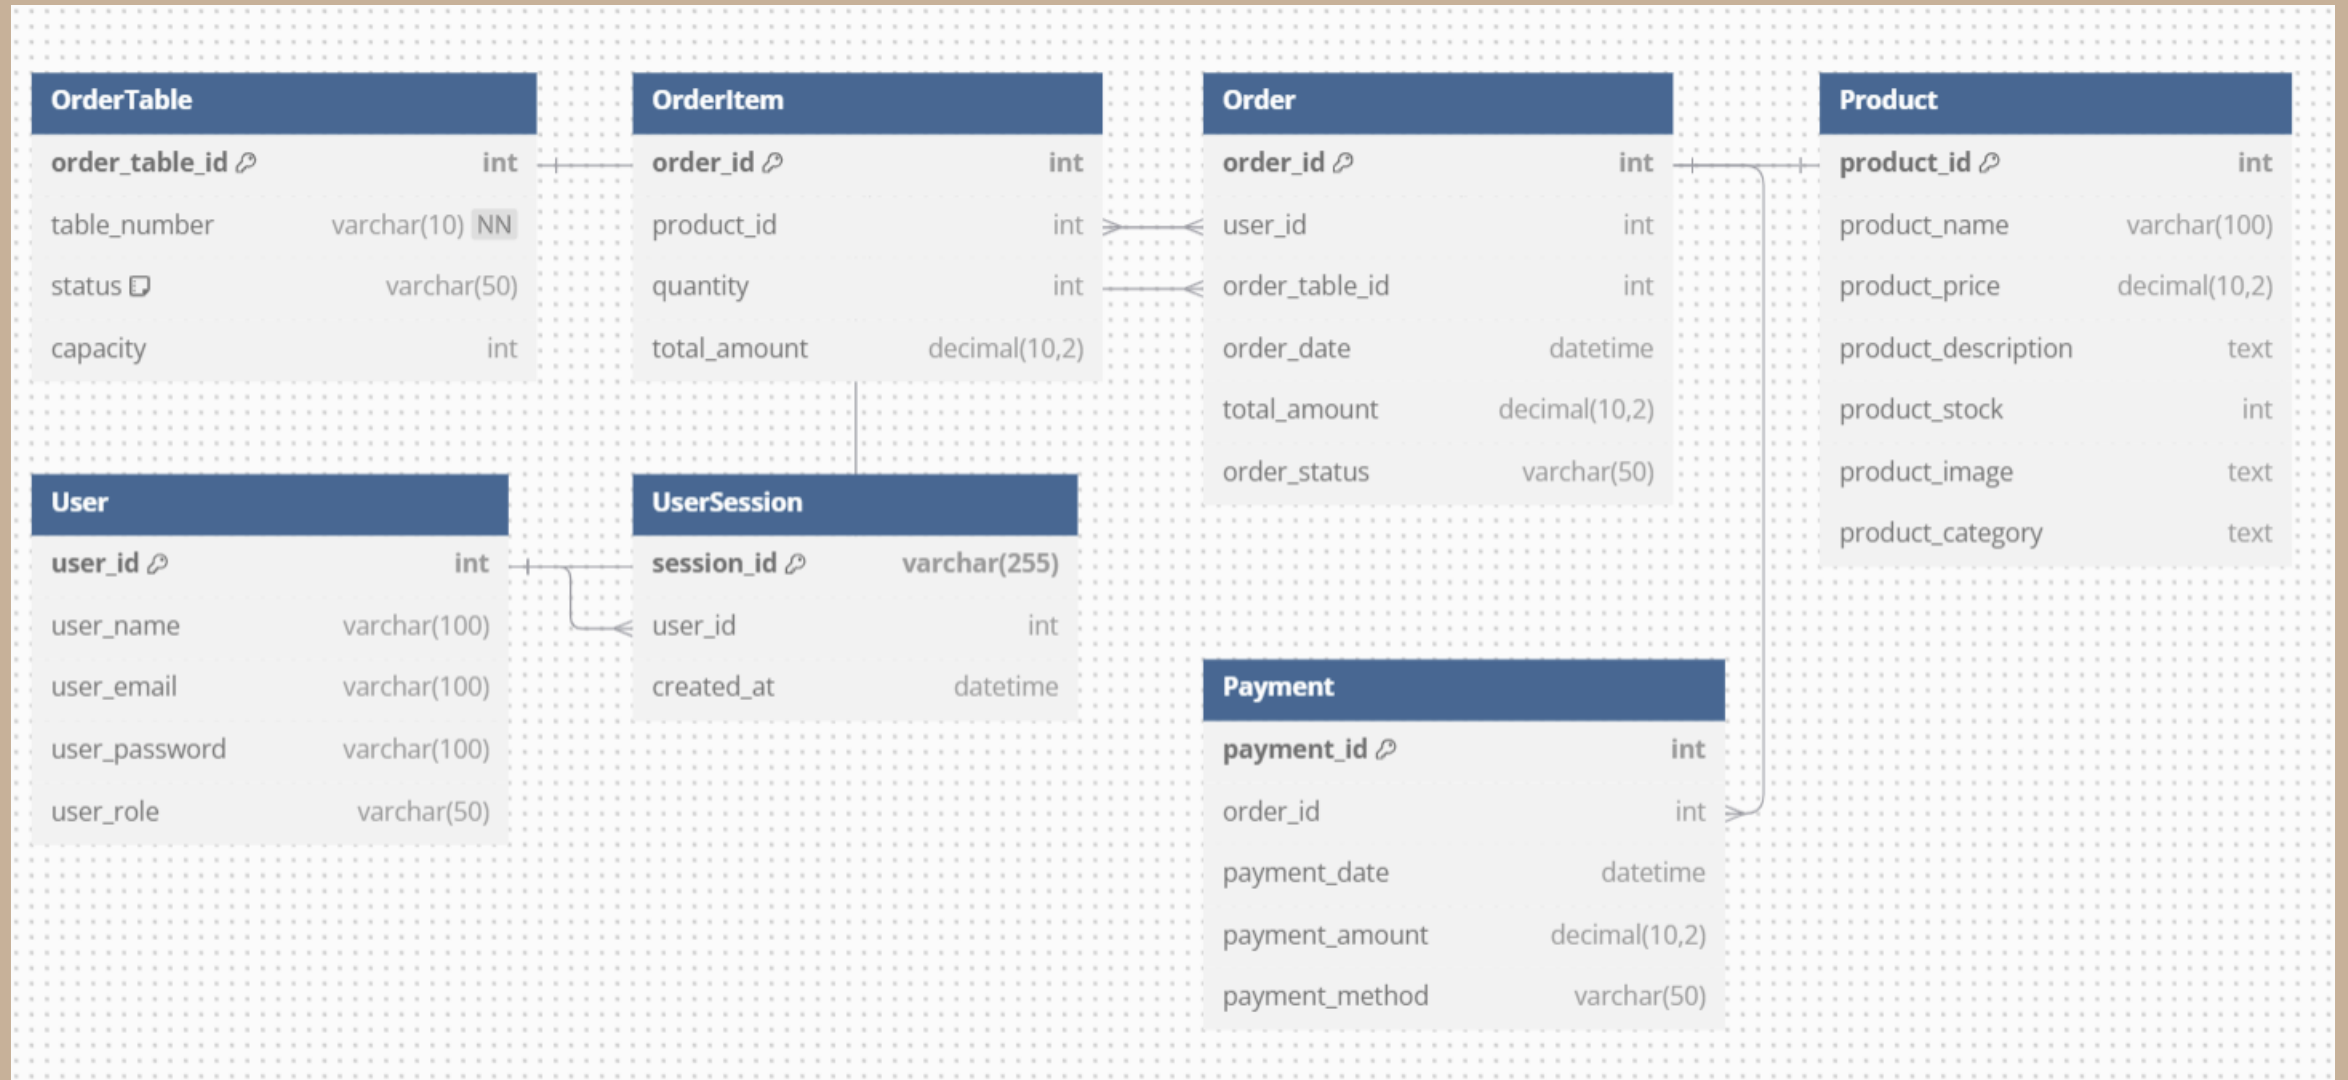 OrderTable
order_table_id int
table_number varchar(10) NN
status varchar(50)
capacity int
OrderItem
order_id int
product_id int
quantity int
total_amount decimal(10,2)
Order
order_id int
user_id int
order_table_id int
order_date datetime
total_amount decimal(10,2)
order_status varchar(50)
Product
product_id int
product_name varchar(100)
product_price decimal(10,2)
product_description text
product_stock int
product_image text
product_category text
User
user_id int
user_name varchar(100)
user_email varchar(100)
user_password varchar(100)
user_role varchar(50)
UserSession
session_id varchar(255)
user_id int
created_at datetime
Payment
payment_id int
order_id int
payment_date datetime
payment_amount decimal(10,2)
payment_method varchar(50)